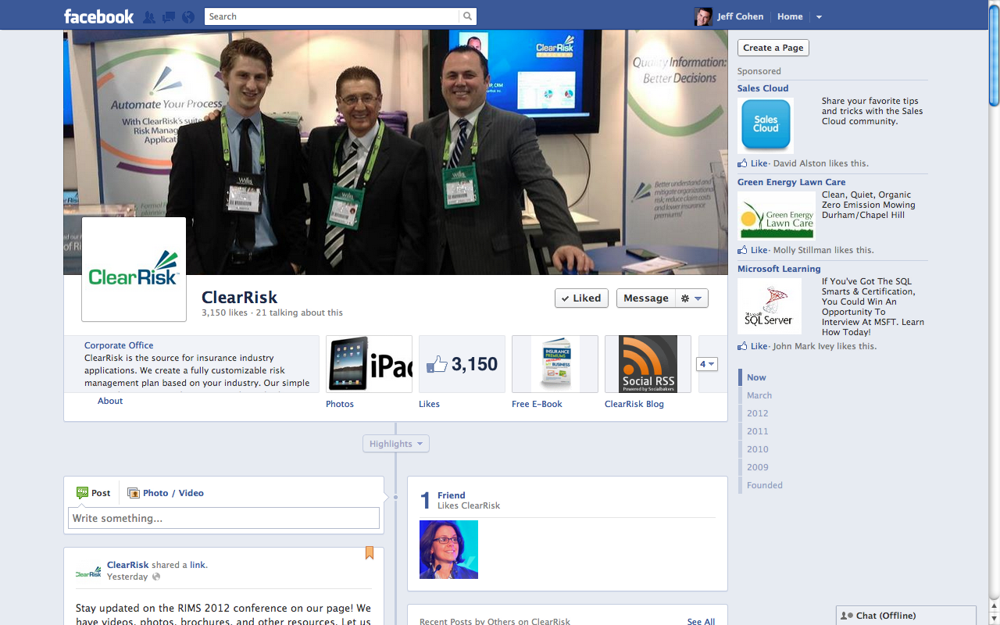 facebook
Search
Jeff Cohen
Home
ClearRisk
Automate Your Process
With ClearRisk's suite
Risk Manag
Applicat
Quality Information:
Better Decisions
IP, CRM
Willis
Willis
Willis
Better understand and
mitigate organizational
risk, reduce claim costs
and lower insurance
premiums!
ClearRisk™
ClearRisk
3,150 likes · 21 talking about this
Liked
Message
Corporate Office
ClearRisk is the source for insurance industry
applications. We create a fully customizable risk
management plan based on your industry. Our simple
About
iPad
Photos
3,150
Likes
INSURANCE
PREMIUMS
BUSINESS
Free E-Book
Social RSS
Powered by Socialbakers
ClearRisk Blog
4
Highlights
Post
Photo / Video
Write something...
1 Friend
Likes ClearRisk
ClearRisk
ClearRisk shared a link.
Yesterday
Stay updated on the RIMS 2012 conference on our page! We
have videos, photos, brochures, and other resources. Let us
Recent Posts by Others on ClearRisk
See All
Create a Page
Sponsored
Sales Cloud
Sales
Cloud
Share your favorite tips
and tricks with the Sales
Cloud community.
Like · David Alston likes this.
Green Energy Lawn Care
Green Energy
Lawn Care
Clean, Quiet, Organic
Zero Emission Mowing
Durham/Chapel Hill
Like · Molly Stillman likes this.
Microsoft Learning
Microsoft
SQL Server
If You've Got The SQL
Smarts & Certification,
You Could Win An
Opportunity To
Interview At MSFT. Learn
How Today!
Like · John Mark Ivey likes this.
Now
March
2012
2011
2010
2009
Founded
Chat (Offline)